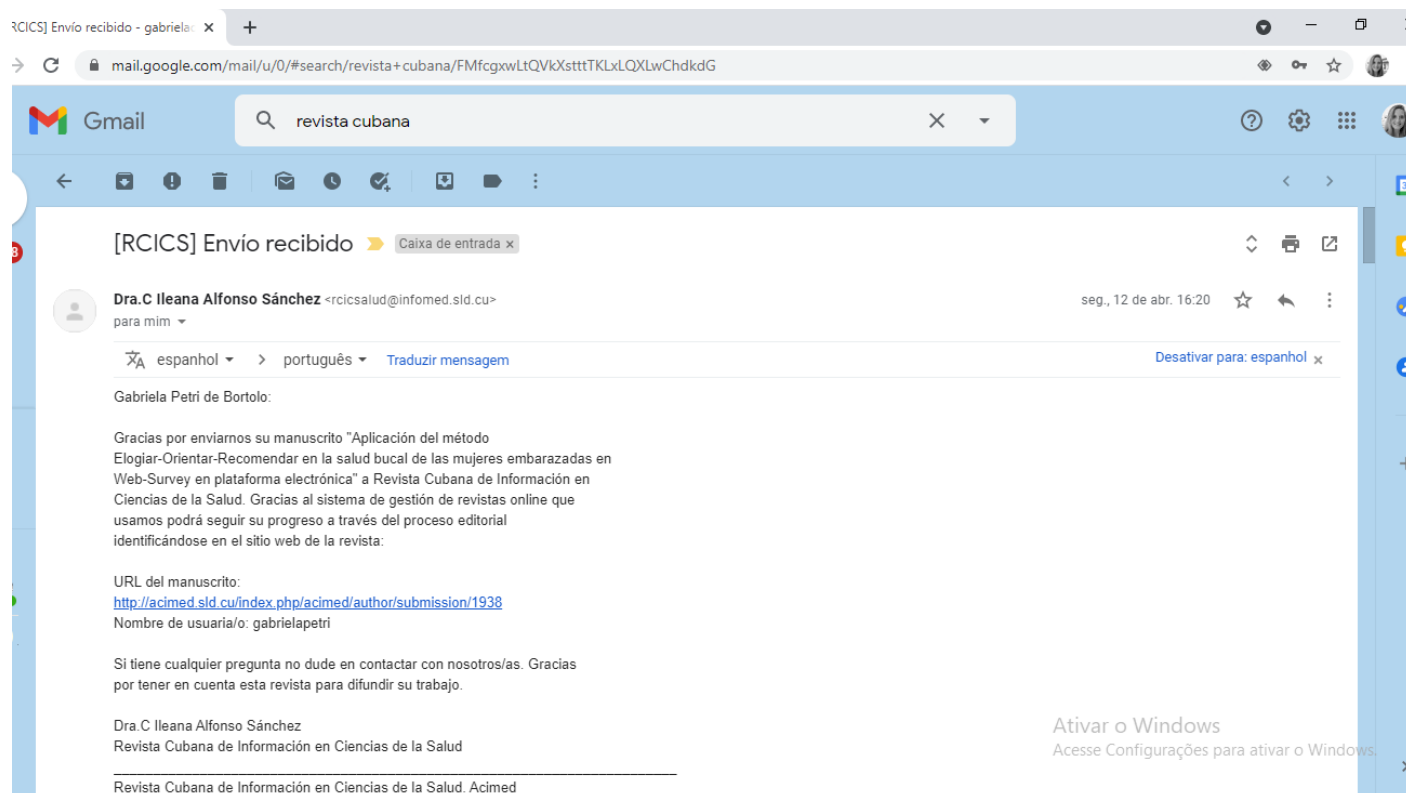 RCICS] Envío recibido - gabriela
mail.google.com/mail/u/0/#search/revista+cubana/FMfcgxwLtQVkXstttTKLxLQXLwChdkdG
Gmail
revista cubana
[RCICS] Envío recibido
Caixa de entrada x
Dra.C Ileana Alfonso Sánchez <rcicsalud@infomed.sld.cu>
seg., 12 de abr. 16:20
para mim
espanhol > português Traduzir mensagem
Desativar para: espanhol x
Gabriela Petri de Bortolo:
Gracias por enviarnos su manuscrito "Aplicación del método
Elogiar-Orientar-Recomendar en la salud bucal de las mujeres embarazadas en
Web-Survey en plataforma electrónica" a Revista Cubana de Información en
Ciencias de la Salud. Gracias al sistema de gestión de revistas online que
usamos podrá seguir su progreso a través del proceso editorial
identificándose en el sitio web de la revista:
URL del manuscrito:
http://acimed.sld.cu/index.php/acimed/author/submission/1938
Nombre de usuaria/o: gabrielapetri
Si tiene cualquier pregunta no dude en contactar con nosotros/as. Gracias
por tener en cuenta esta revista para difundir su trabajo.
Dra.C Ileana Alfonso Sánchez
Revista Cubana de Información en Ciencias de la Salud
Revista Cubana de Información en Ciencias de la Salud. Acimed
Ativar o Windows
Acesse Configurações para ativar o Windows.